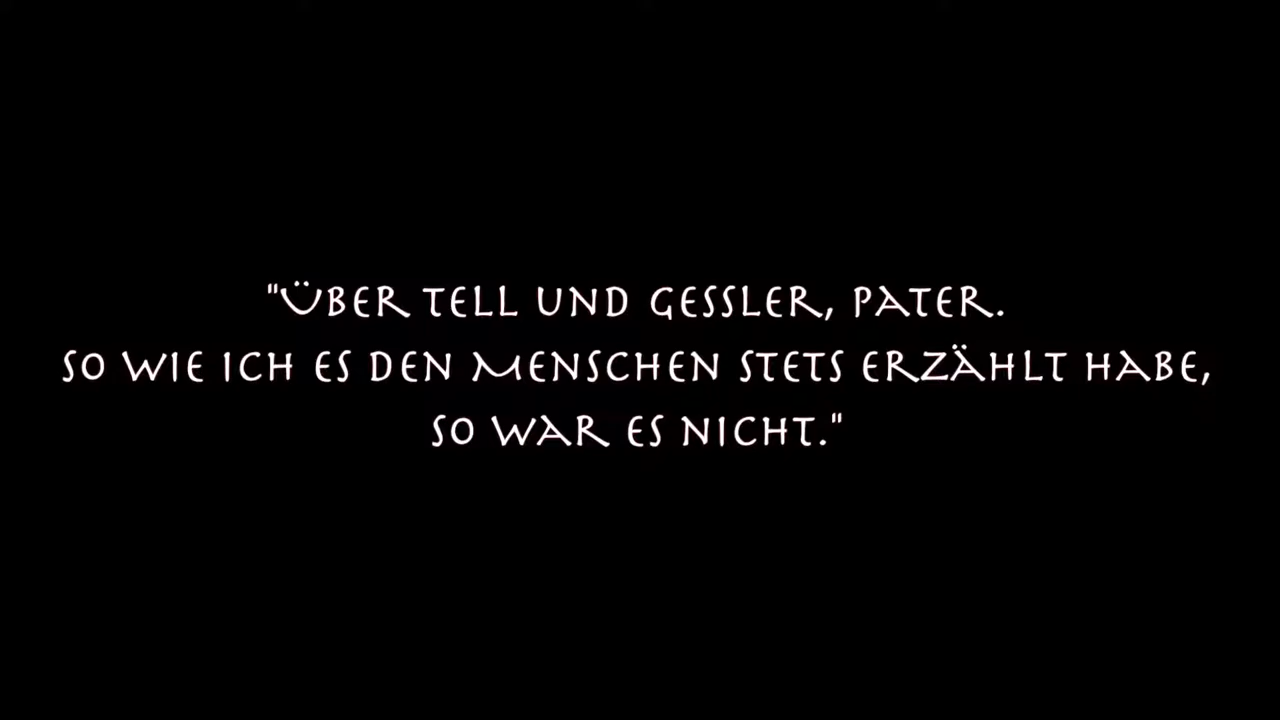 "Über Tell und Gessler, Pater.
So wie ich es den Menschen stets erzählt habe,
so war es nicht."